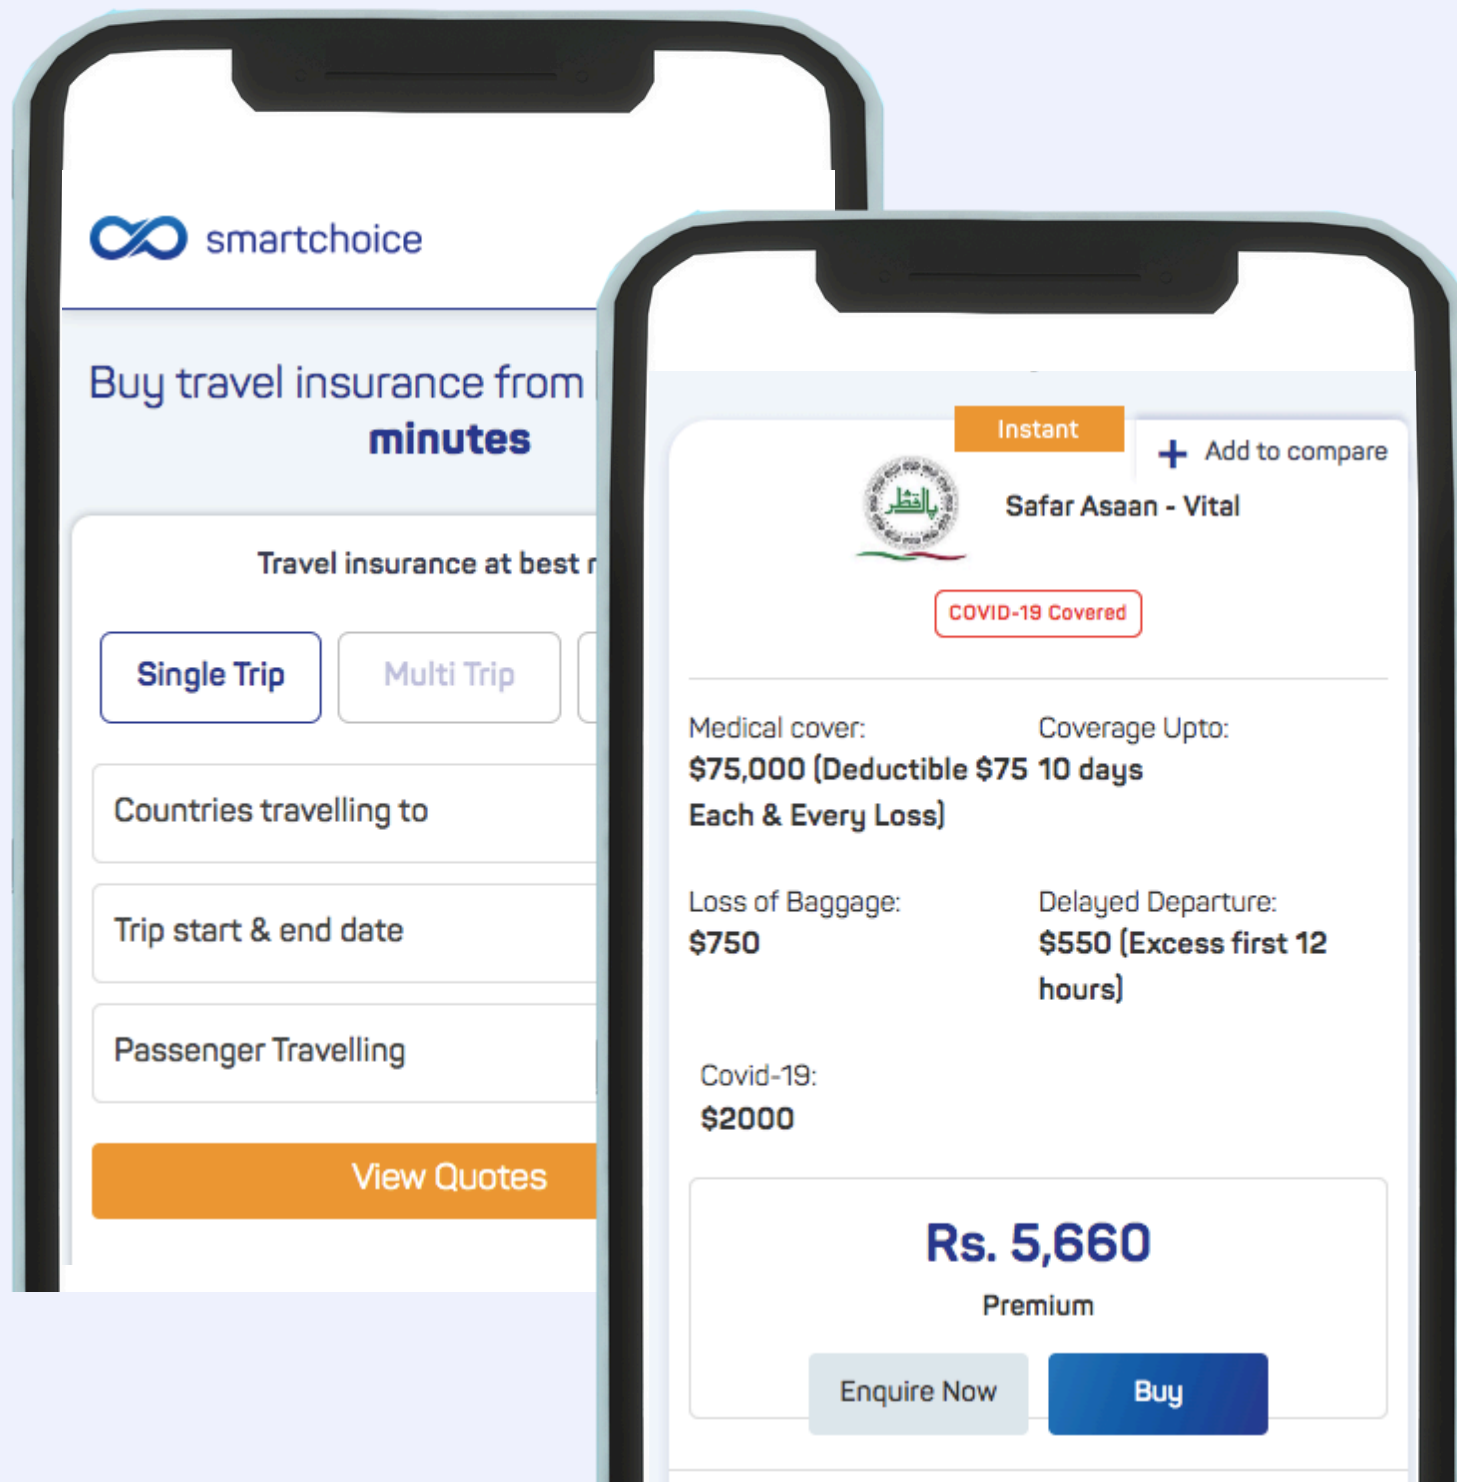 smartchoice
Buy travel insurance from
minutes
Travel insurance at best
Single Trip
Multi Trip
Countries travelling to
Trip start & end date
Passenger Travelling
View Quotes
Instant
+ Add to compare
پاک قطر
Safar Asaan - Vital
COVID-19 Covered
Medical cover:
$75,000 (Deductible $75
Each & Every Loss)
Coverage Upto:
10 days
Loss of Baggage:
$750
Delayed Departure:
$550 (Excess first 12
hours)
Covid-19:
$2000
Rs. 5,660
Premium
Enquire Now
Buy